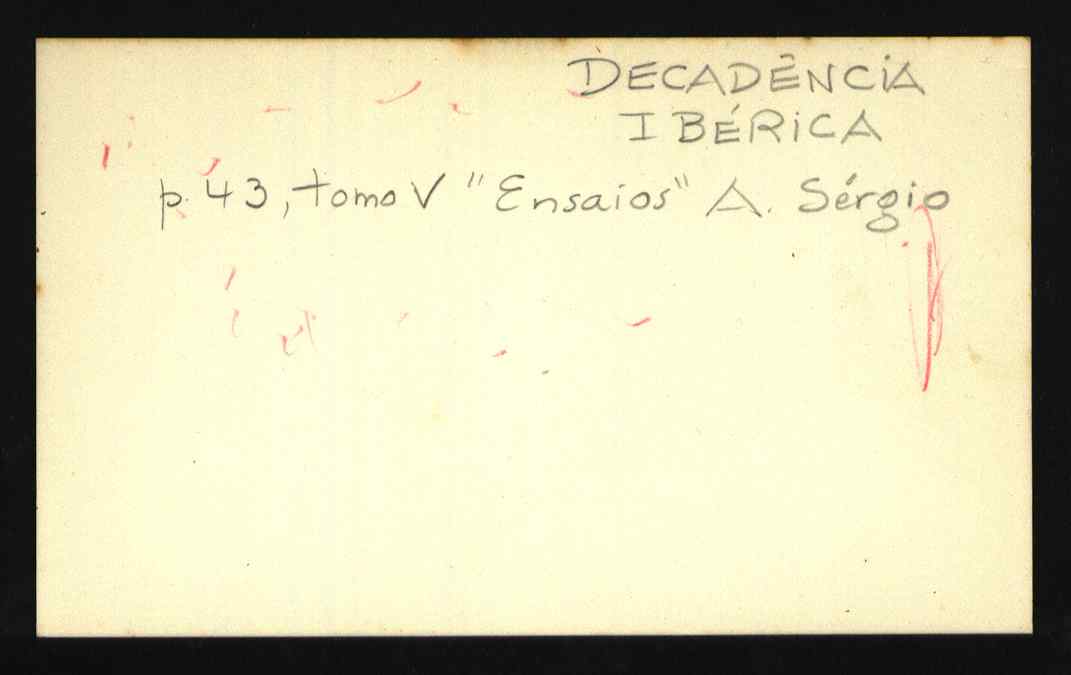 DECADÊNCIA
IBÉRICA
p. 43, tomo V "Ensaios" A. Sérgio